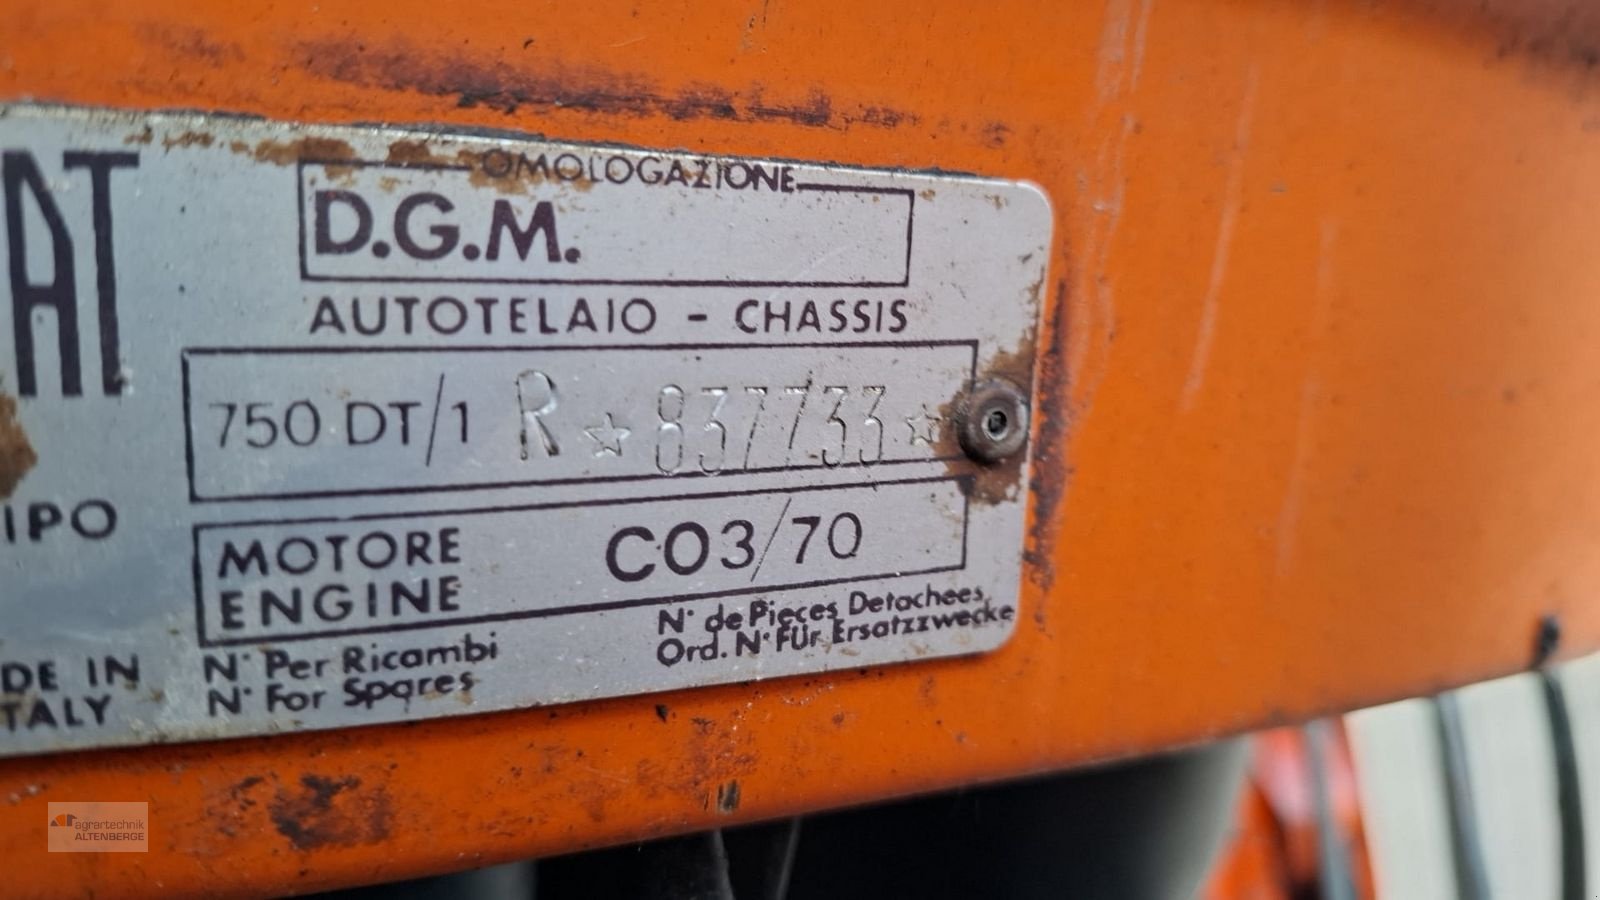 AT
OMOLOGAZIONE
D.G.M.
AUTOTELAIO - CHASSIS
750 DT/1 R ☆ 837733 ☆
IPO
MOTORE
ENGINE
CO3/70
DE IN
TALY
N° Per Ricambi
N° For Spares
N° de Pieces Detachees
Ord. N° Für Ersatzzwecke
agrartechnik
ALTENBERGE